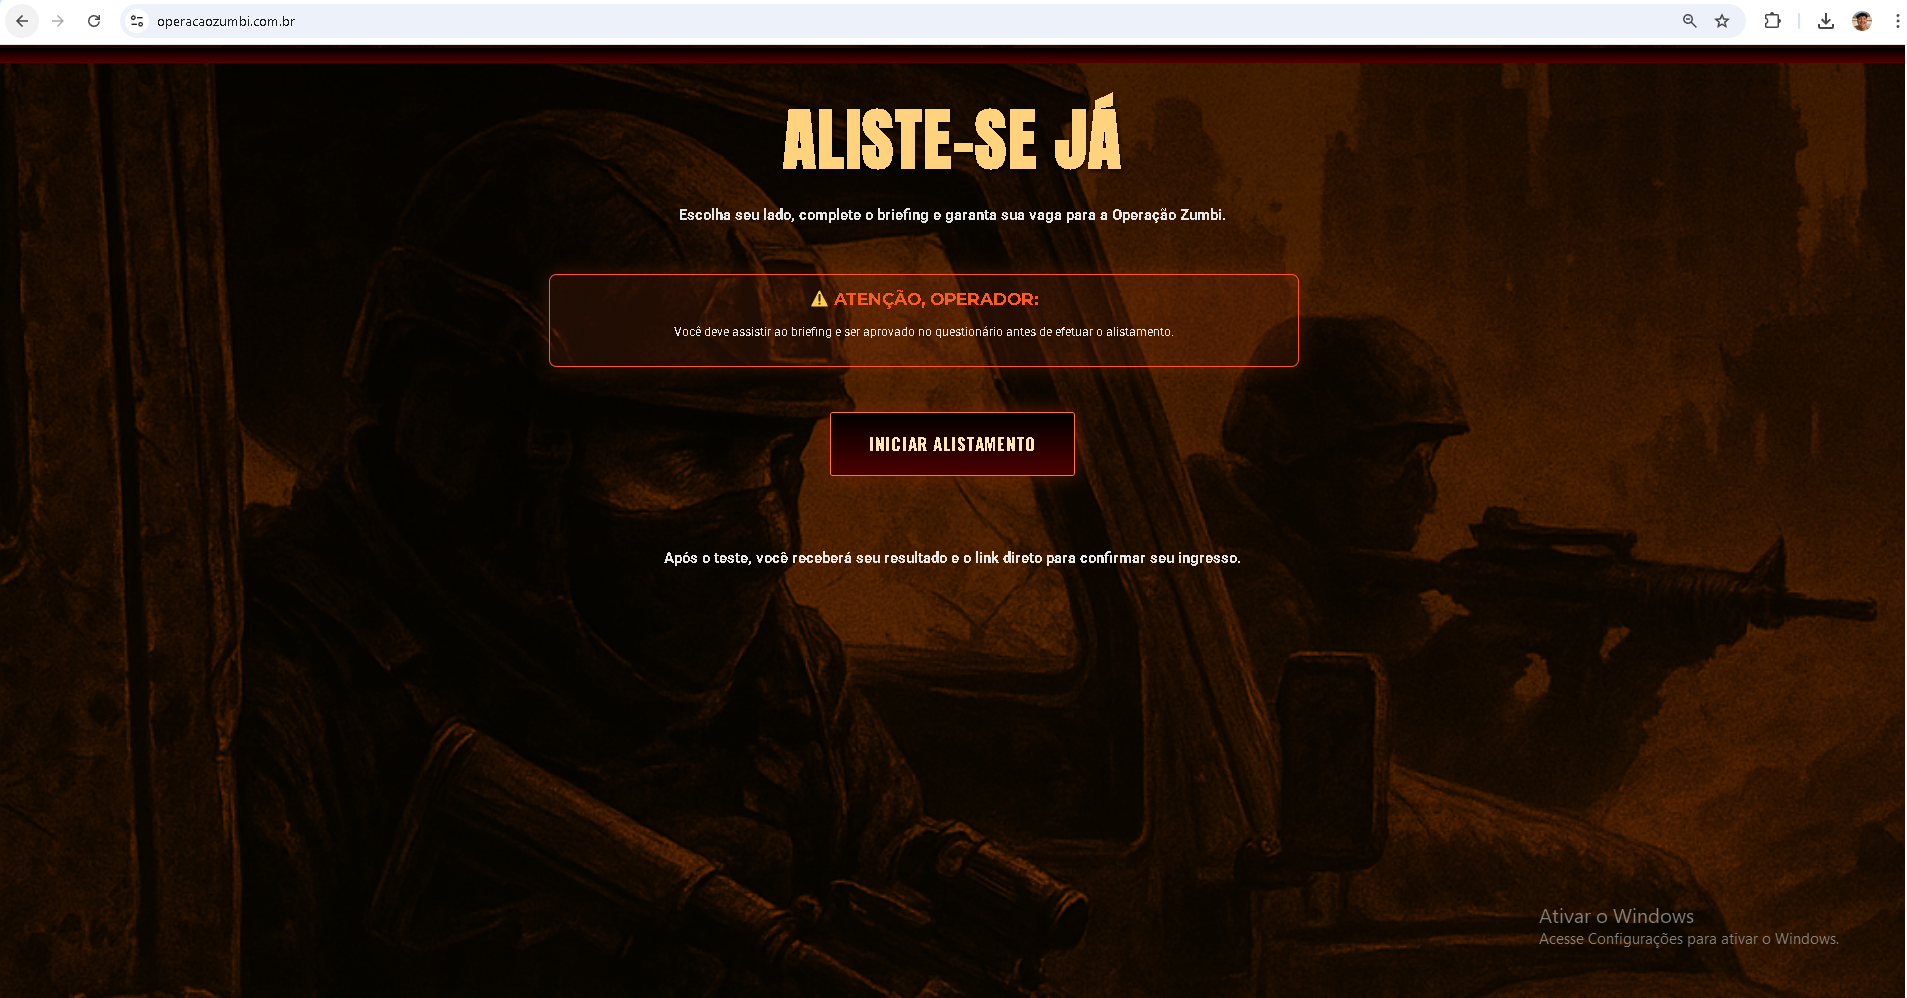 operacaozumbi.com.br
ALISTE-SE JÁ
Escolha seu lado, complete o briefing e garanta sua vaga para a Operação Zumbi.
⚠️ ATENÇÃO, OPERADOR:
Você deve assistir ao briefing e ser aprovado no questionário antes de efetuar o alistamento.
INICIAR ALISTAMENTO
Após o teste, você receberá seu resultado e o link direto para confirmar seu ingresso.
Ativar o Windows
Acesse Configurações para ativar o Windows.